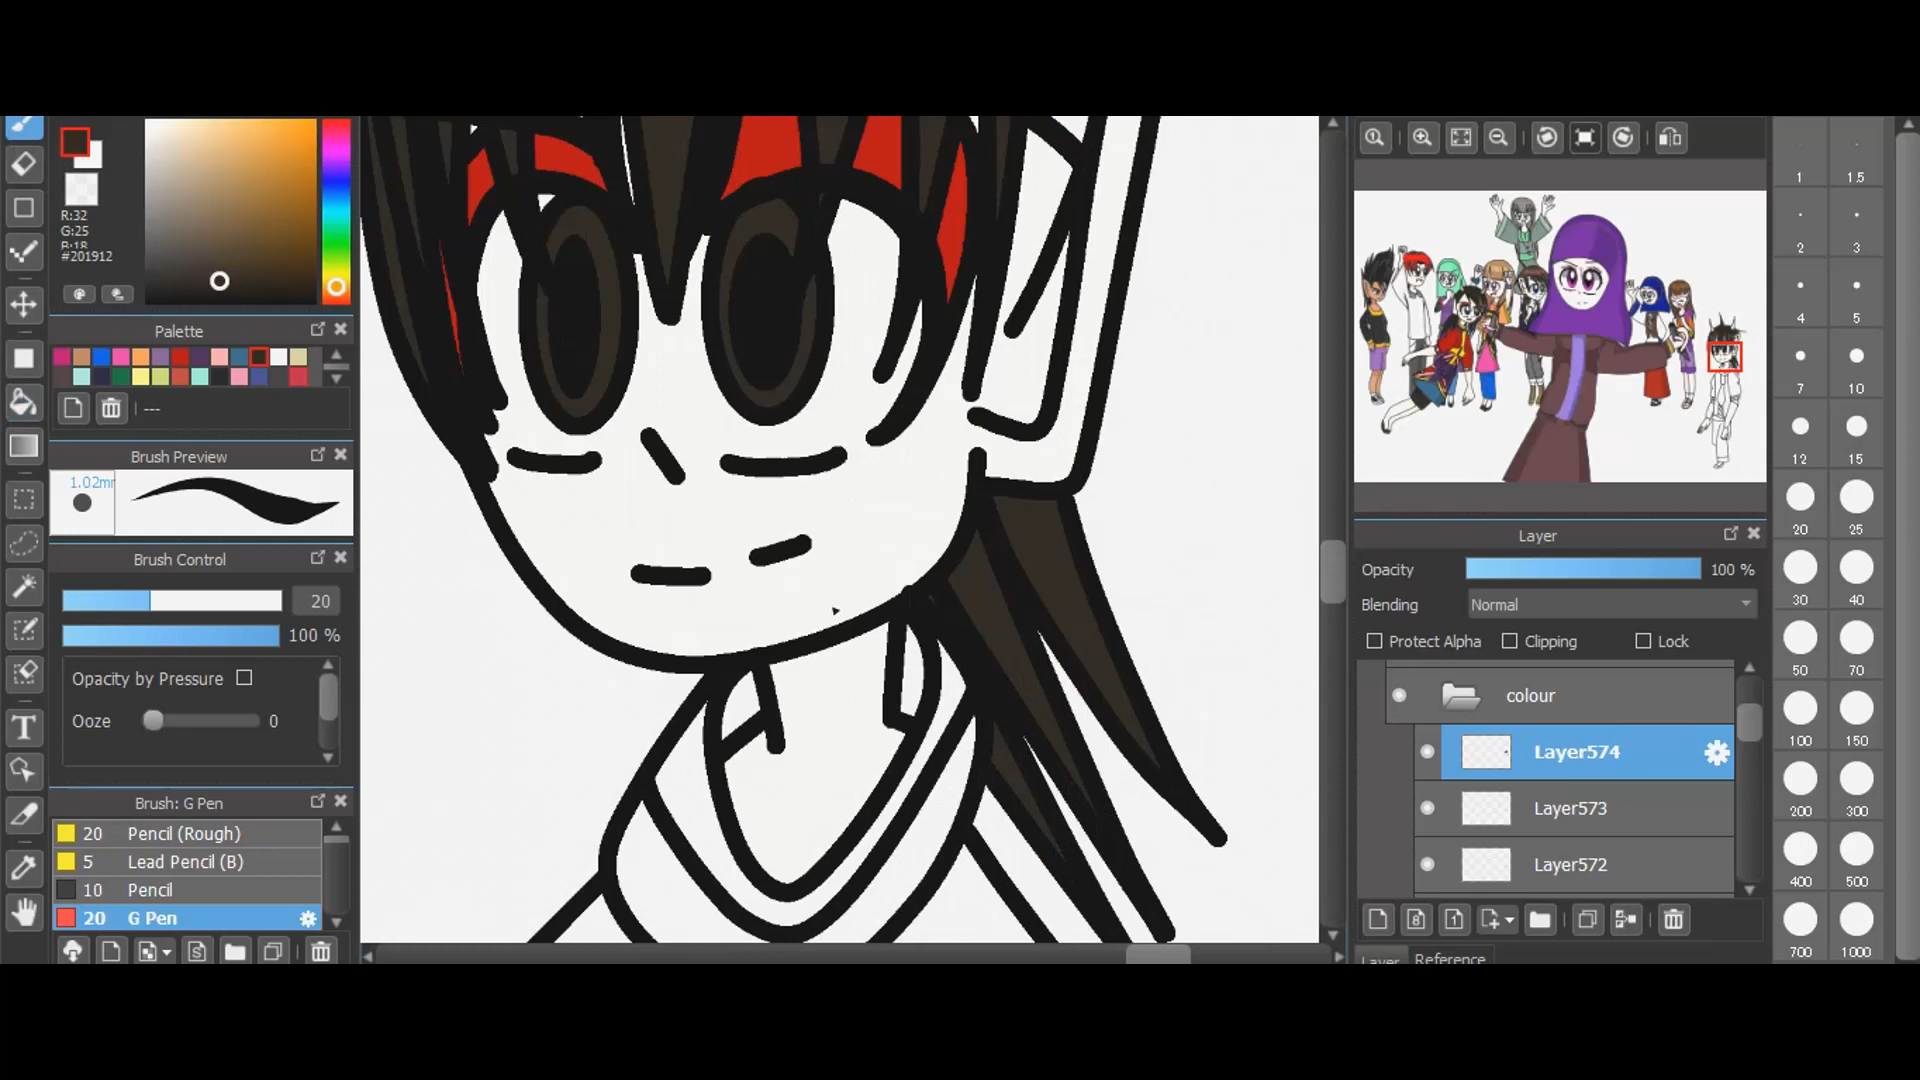 R:32
G:25
B:18
#201912
Palette
---
Brush Preview
1.02mm
Brush Control
20
100 %
Opacity by Pressure
Ooze 0
Brush: G Pen
20 Pencil (Rough)
5 Lead Pencil (B)
10 Pencil
20 G Pen
Layer
Opacity 100 %
Blending Normal
Protect Alpha Clipping Lock
colour
Layer574
Layer573
Layer572
Layer Reference
1 1.5
2 3
4 5
7 10
12 15
20 25
30 40
50 70
100 150
200 300
400 500
700 1000